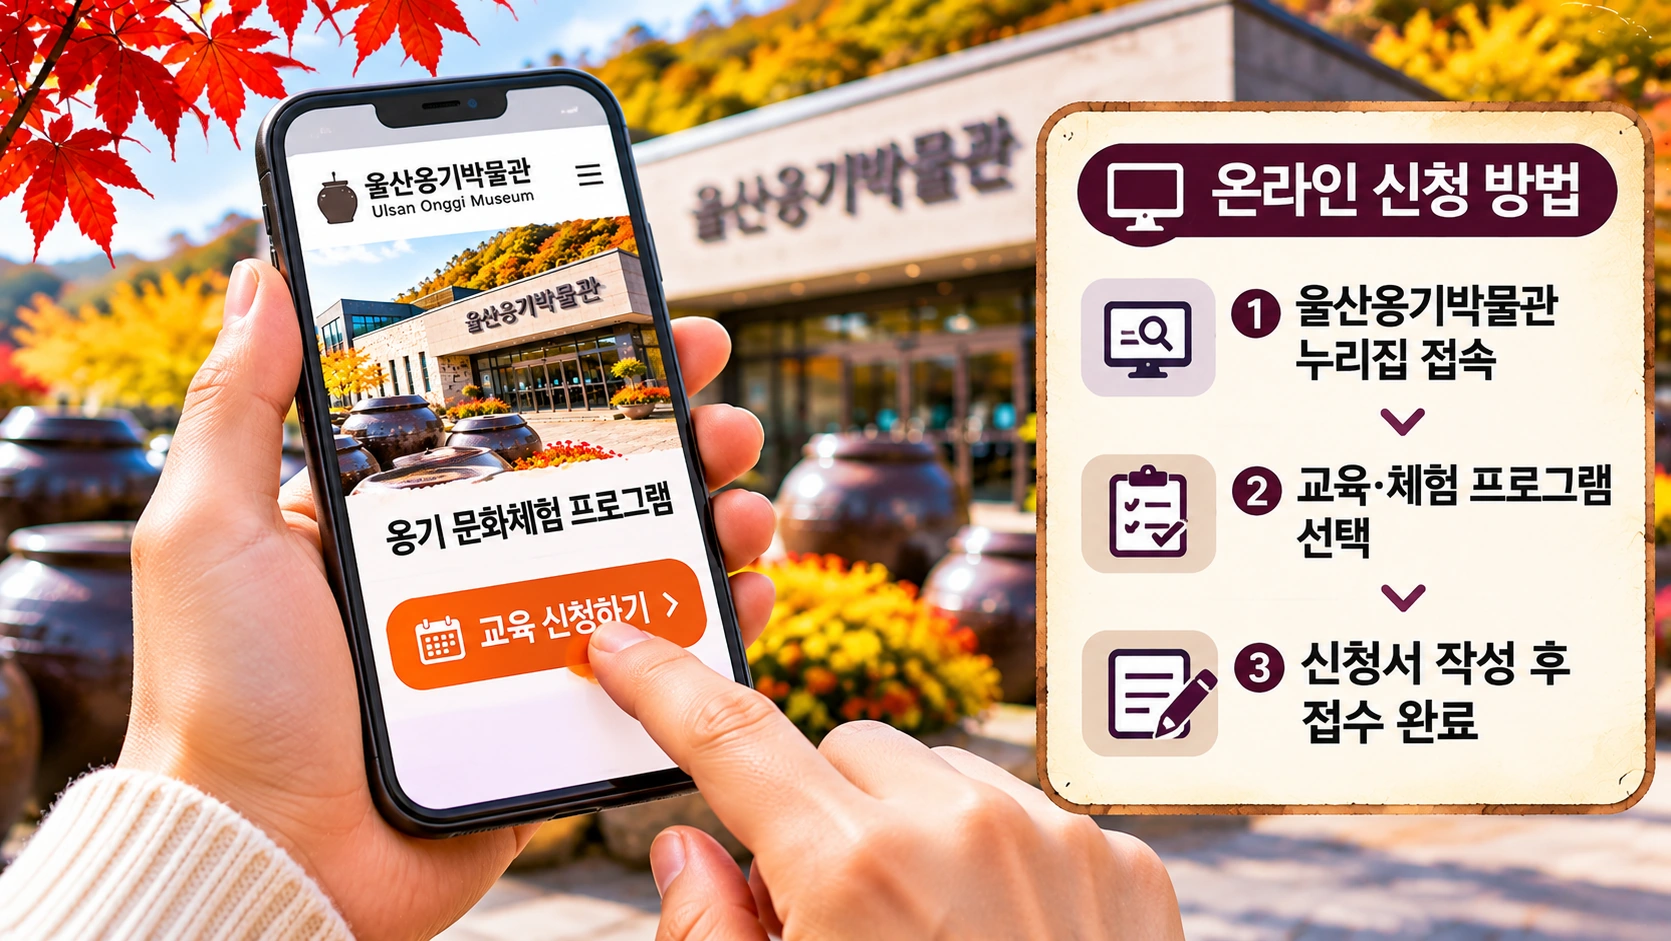 울산옹기박물관
Ulsan Onggi Museum
울산옹기박물관
옹기 문화체험 프로그램
교육 신청하기
울산옹기박물관
온라인 신청 방법
1 울산옹기박물관
누리집 접속
2 교육·체험 프로그램
선택
3 신청서 작성 후
접수 완료